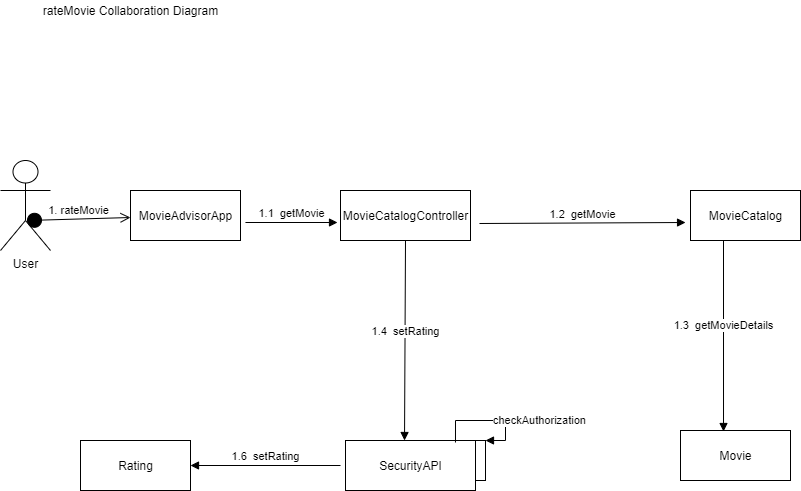 rateMovie Collaboration Diagram
1. rateMovie
MovieAdvisorApp
1.1 getMovie
MovieCatalogController
1.2 getMovie
MovieCatalog
User
1.4 setRating
1.3 getMovieDetails
checkAuthorization
Rating
1.6 setRating
SecurityAPI
Movie